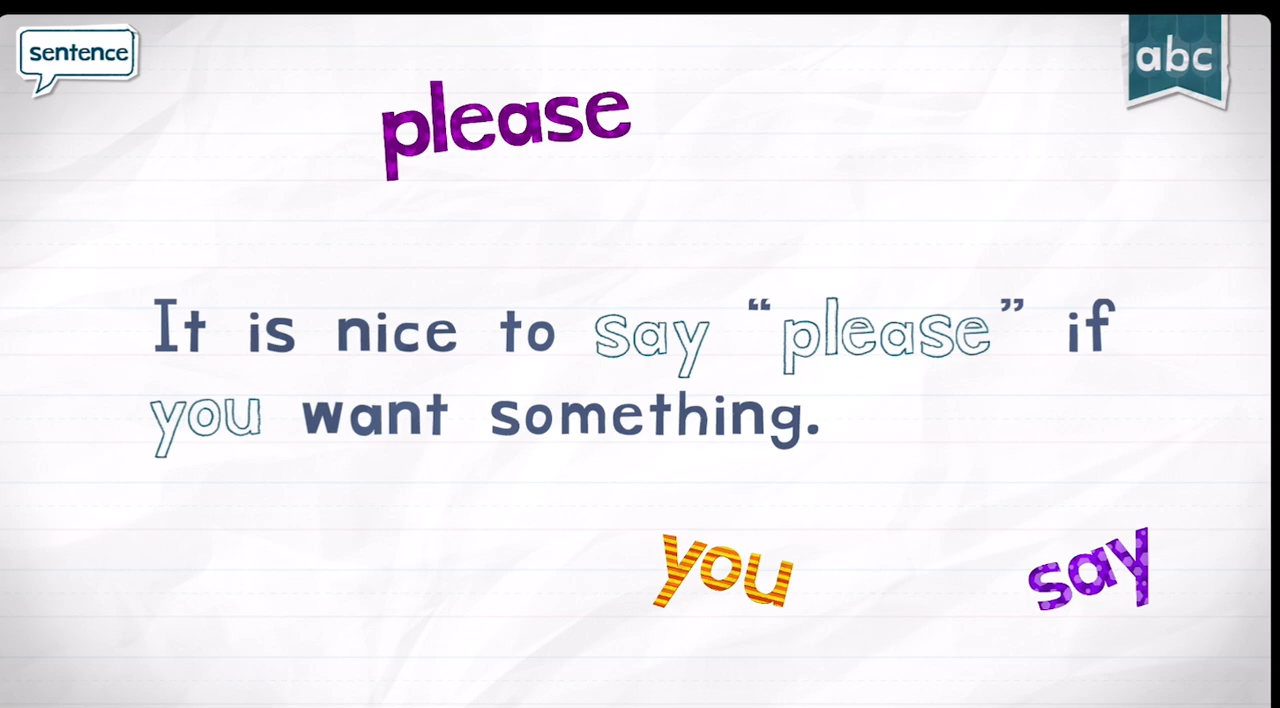 sentence
abc
please
It is nice to say “please” if
you want something.
you
say